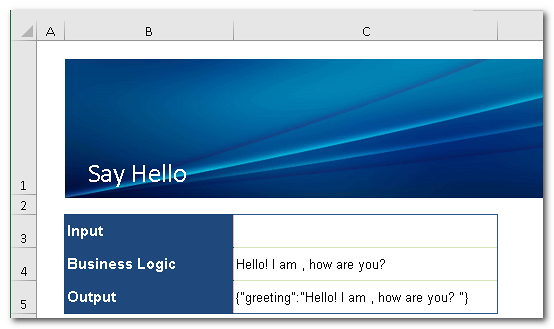 A B C
1 Say Hello
2
3 Input
4 Business Logic Hello! I am , how are you?
5 Output {"greeting":"Hello! I am , how are you? "}